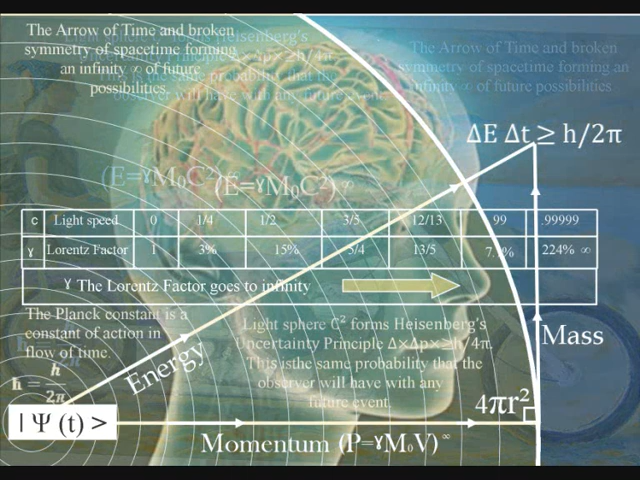 The Arrow of Time and broken
symmetry of spacetime forming
an infinity ∞ of future
possibilities.
The Arrow of Time and broken
symmetry of spacetime forming an
infinity ∞ of future possibilities
ΔE Δt ≥ h/2π
(E=ɤM₀C²)
(E=ɤM₀C²) ∞
C Light speed 0 1/4 1/2 3/5 12/13 99 .99999
ɤ Lorentz Factor 1 3% 15% 5/4 13/5 224% ∞
ɤ The Lorentz Factor goes to infinity
The Planck constant is a
constant of action in
flow of time.
ħ = h/2π
Light sphere C² forms Heisenberg's
Uncertainty Principle Δ×Δp×≥h/4π.
This isthe same probability that the
observer will have with any
future event.
Energy
Mass
4πr²
| Ψ (t) >
Momentum (P=ɤM₀V) ∞